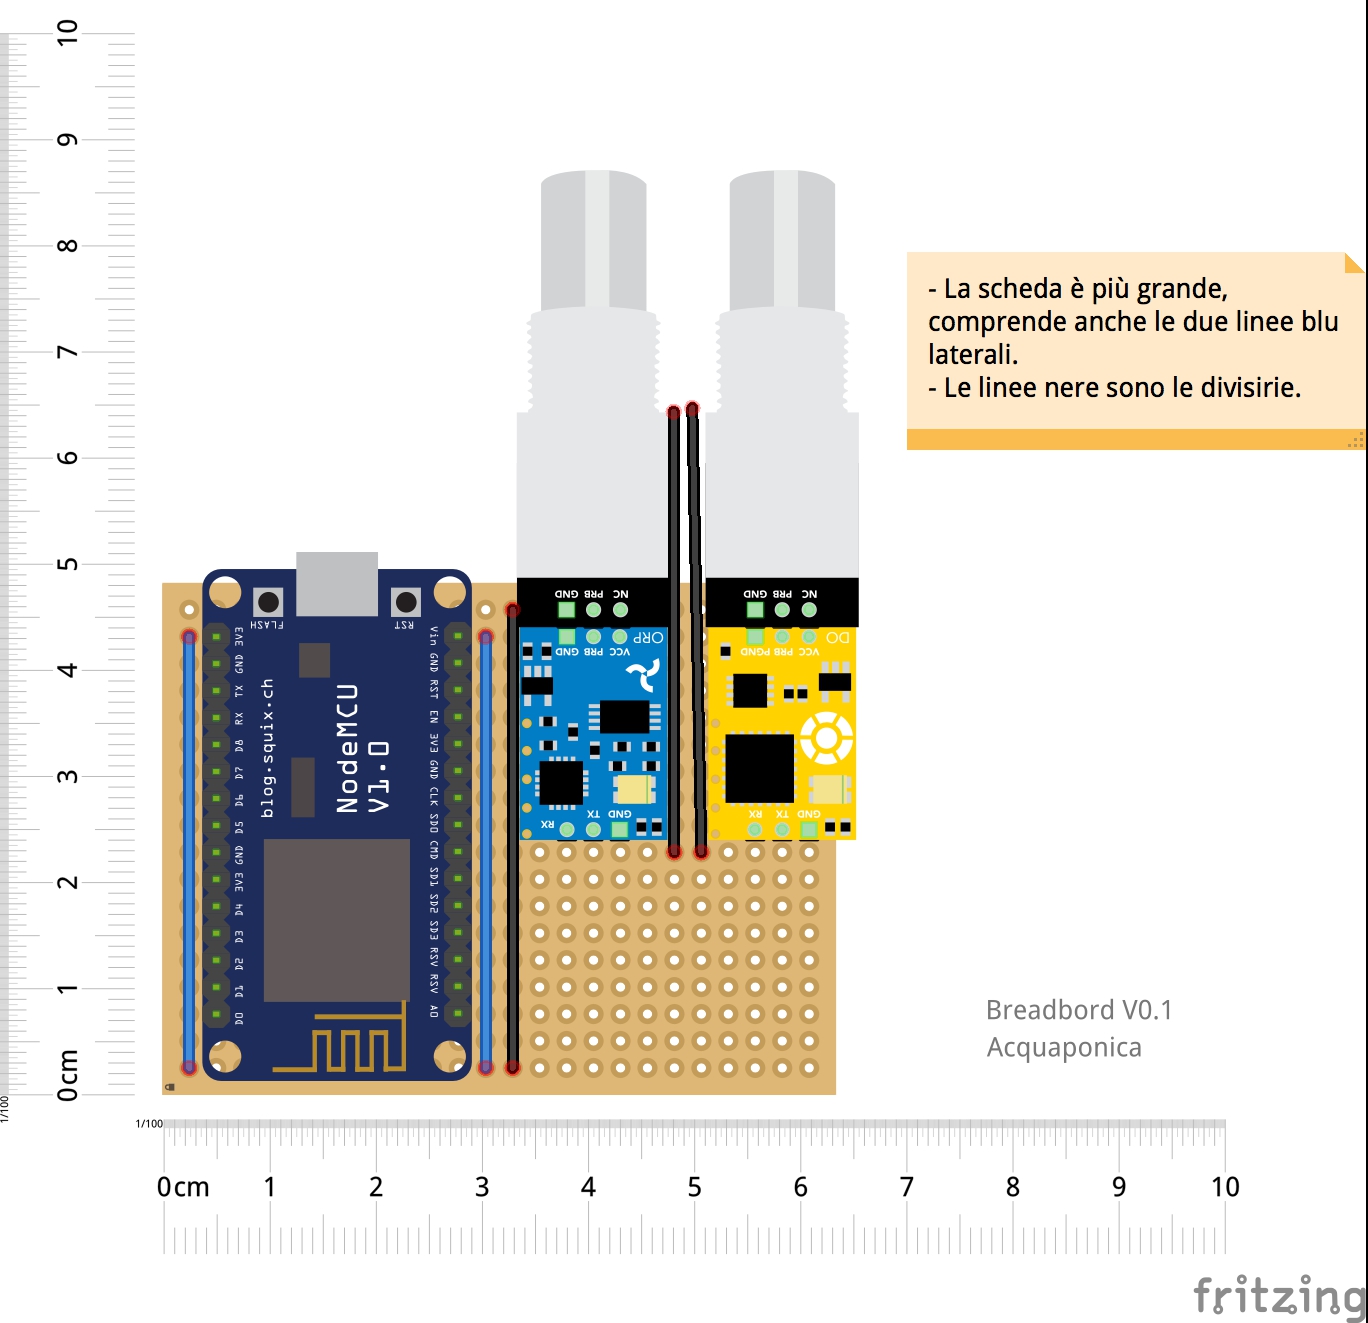 10
9
8
7
6
5
4
3
2
1
0cm
1/100
- La scheda è più grande,
comprende anche le due linee blu
laterali.
- Le linee nere sono le divisirie.
FLASH
RST
3V3
GND
TX
RX
D8
D7
D6
D5
GND
3V3
D4
D3
D2
D1
D0
blog.squix.ch
NodeMCU
V1.0
Vin
GND
RST
EN
3V3
GND
CLK
SD0
CMD
SD1
SD2
SD3
RSV
RSV
A0
GND PRB NC
ORP
GND PRB VCC
RX TX GND
GND PRB NC
DO
PGND PRB VCC
RX TX GND
Breadbord V0.1
Acquaponica
1/100
0cm 1 2 3 4 5 6 7 8 9 10
fritzing